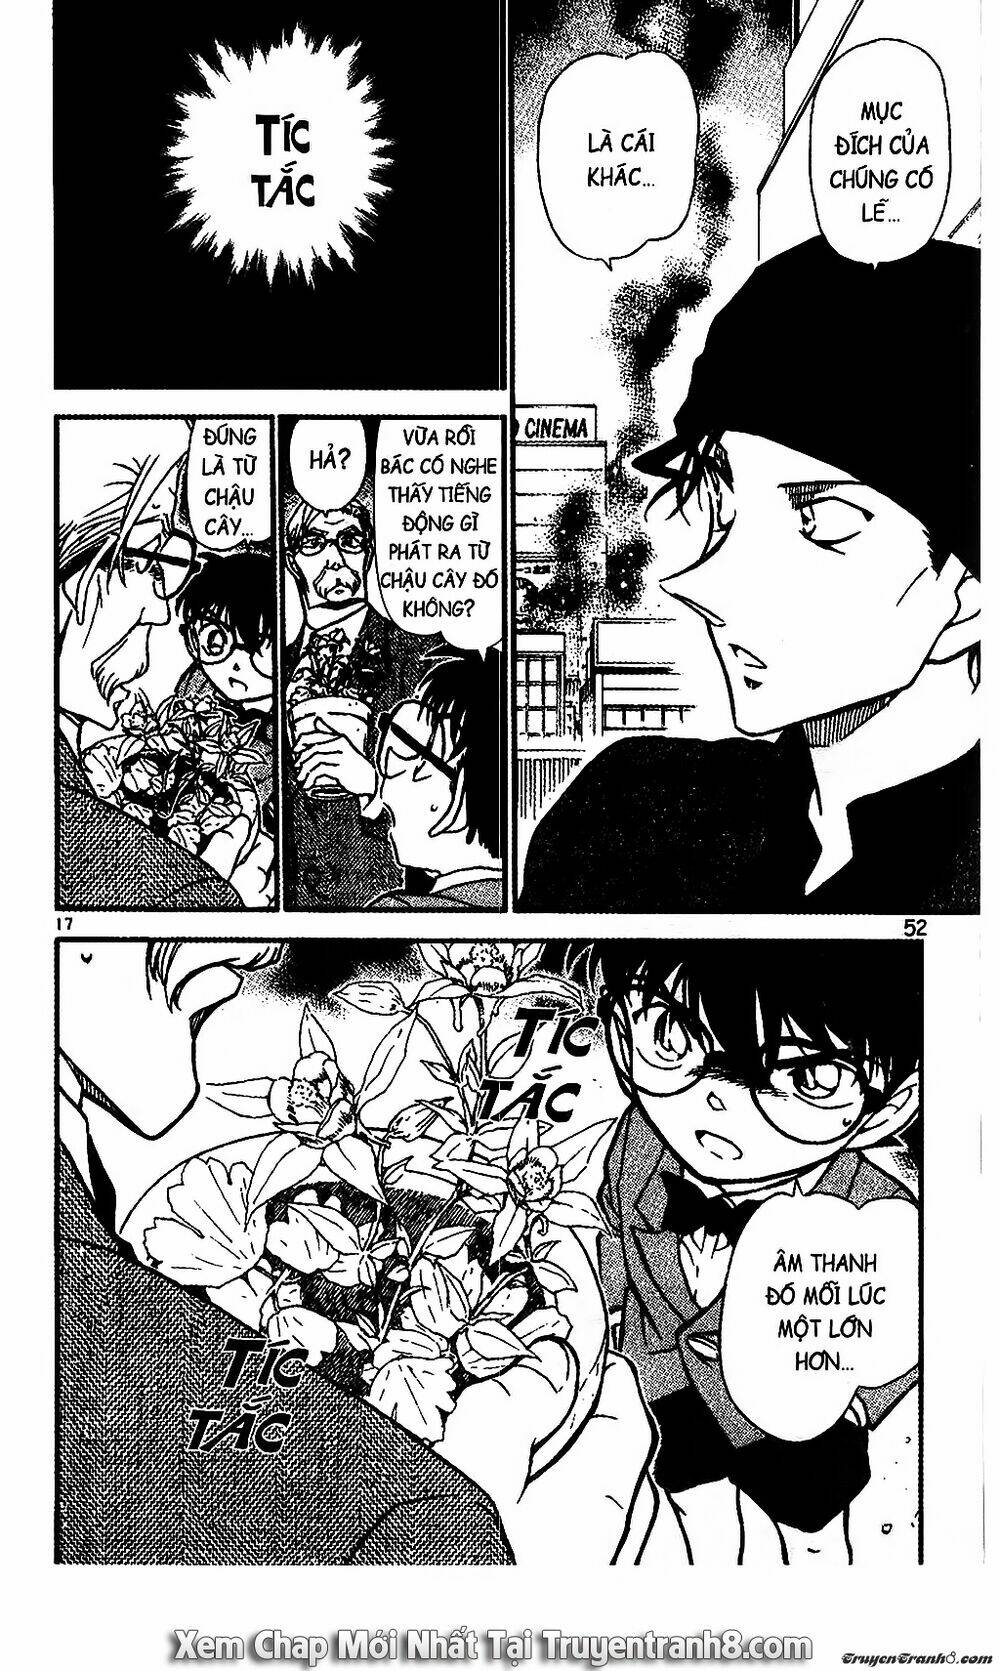 MỤC
ĐÍCH CỦA
CHÚNG CÓ
LẼ...
LÀ CÁI
KHÁC...
CINEMA
TÍC
TẮC
VỪA RỒI
BÁC CÓ NGHE
THẤY TIẾNG
ĐỘNG GÌ
PHÁT RA TỪ
CHẬU CÂY ĐÓ
KHÔNG?
HẢ?
ĐÚNG
LÀ TỪ
CHẬU
CÂY...
17
52
TÍC
TẮC
ÂM THANH
ĐÓ MỖI LÚC
MỘT LỚN
HƠN...
TÍC
TẮC
Xem Chap Mới Nhất Tại Truyentranh8.com
TruyenTranh8.com